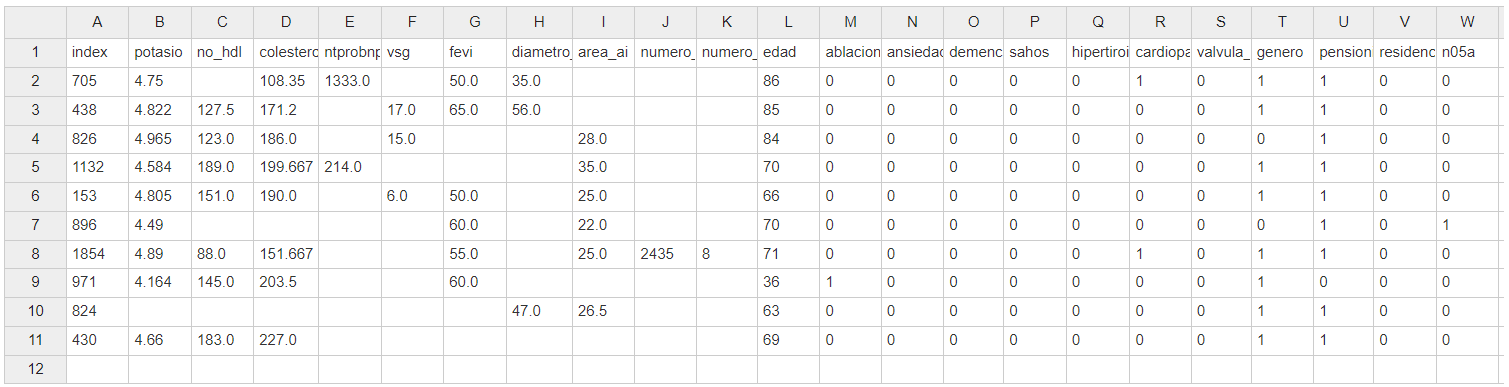 A B C D E F G H I J K L M N O P Q R S T U V W
1 index potasio no_hdl colestero ntprobnp vsg fevi diametro_ area_ai numero_ numero_ edad ablacion ansiedad demenc sahos hipertiroi cardiopa valvula_ genero pension residenc n05a
2 705 4.75 108.35 1333.0 50.0 35.0 86 0 0 0 0 0 1 0 1 1 0 0
3 438 4.822 127.5 171.2 17.0 65.0 56.0 85 0 0 0 0 0 0 0 1 1 0 0
4 826 4.965 123.0 186.0 15.0 28.0 84 0 0 0 0 0 0 0 0 1 0 0
5 1132 4.584 189.0 199.667 214.0 35.0 70 0 0 0 0 0 0 0 1 1 0 0
6 153 4.805 151.0 190.0 6.0 50.0 25.0 66 0 0 0 0 0 0 0 1 1 0 0
7 896 4.49 60.0 22.0 70 0 0 0 0 0 0 0 0 1 0 1
8 1854 4.89 88.0 151.667 55.0 25.0 2435 8 71 0 0 0 0 0 1 0 1 1 0 0
9 971 4.164 145.0 203.5 60.0 36 1 0 0 0 0 0 0 1 0 0 0
10 824 47.0 26.5 63 0 0 0 0 0 0 0 1 1 0 0
11 430 4.66 183.0 227.0 69 0 0 0 0 0 0 0 1 1 0 0
12